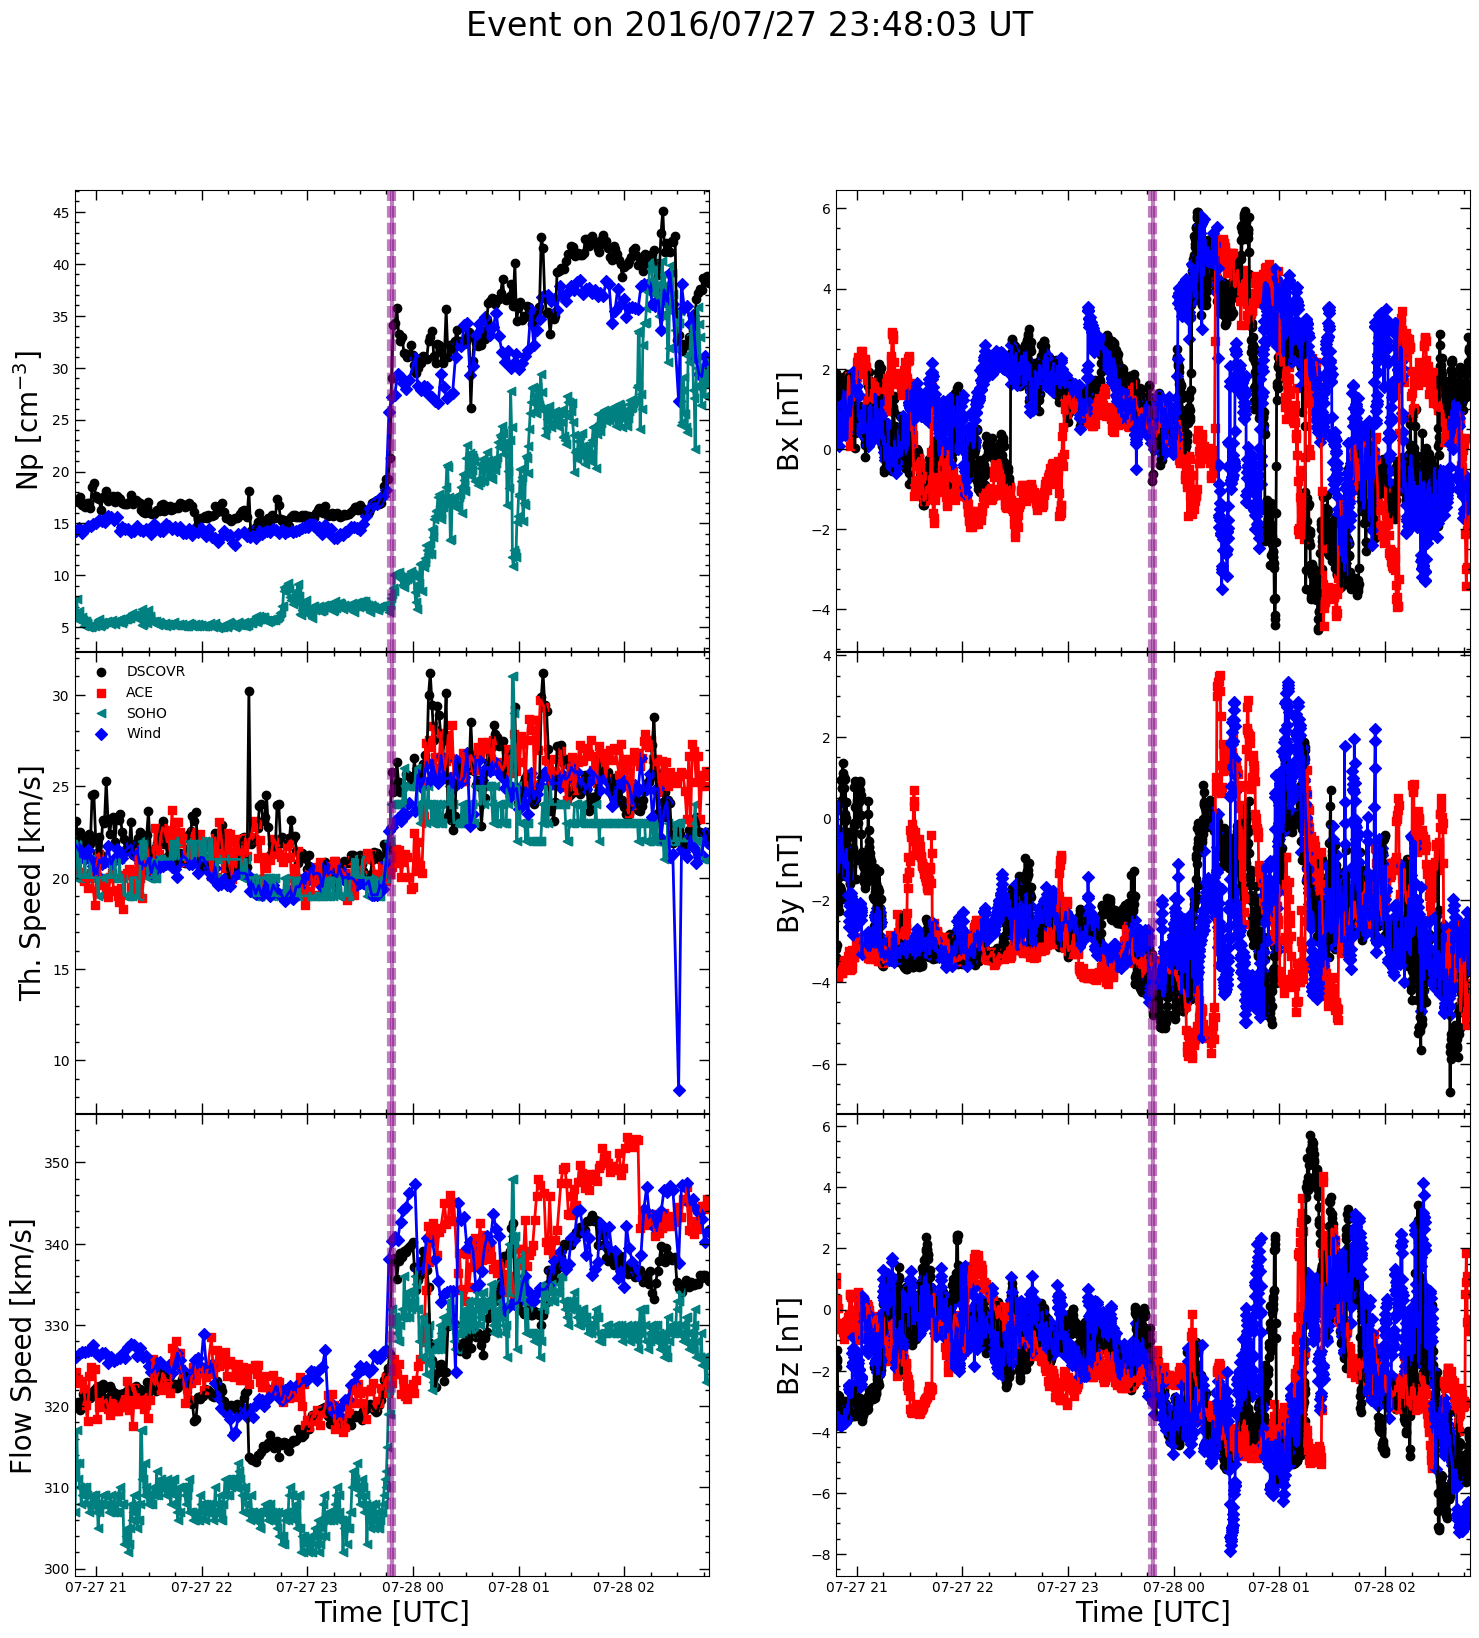 Event on 2016/07/27 23:48:03 UT
Np [cm⁻³]
45
40
35
30
25
20
15
10
5
Bx [nT]
6
4
2
0
−2
−4
Th. Speed [km/s]
30
25
20
15
10
DSCOVR
ACE
SOHO
Wind
By [nT]
4
2
0
−2
−4
−6
Flow Speed [km/s]
350
340
330
320
310
300
Bz [nT]
6
4
2
0
−2
−4
−6
−8
07-27 21 07-27 22 07-27 23 07-28 00 07-28 01 07-28 02
Time [UTC]
07-27 21 07-27 22 07-27 23 07-28 00 07-28 01 07-28 02
Time [UTC]